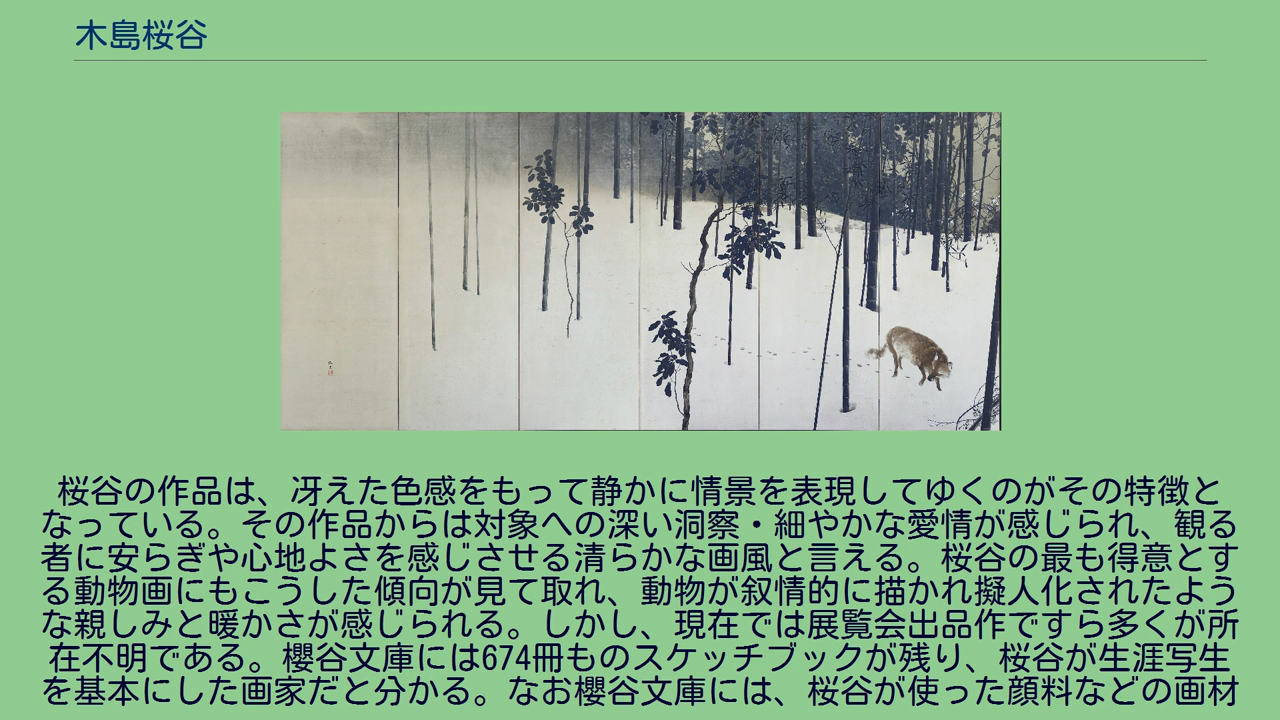 木島桜谷
桜谷の作品は、冴えた色感をもって静かに情景を表現してゆくのがその特徴と
なっている。その作品からは対象への深い洞察・細やかな愛情が感じられ、観る
者に安らぎや心地よさを感じさせる清らかな画風と言える。桜谷の最も得意とす
る動物画にもこうした傾向が見て取れ、動物が叙情的に描かれ擬人化されたよう
な親しみと暖かさが感じられる。しかし、現在では展覧会出品作ですら多くが所
在不明である。櫻谷文庫には674冊ものスケッチブックが残り、桜谷が生涯写生
を基本にした画家だと分かる。なお櫻谷文庫には、桜谷が使った顔料などの画材